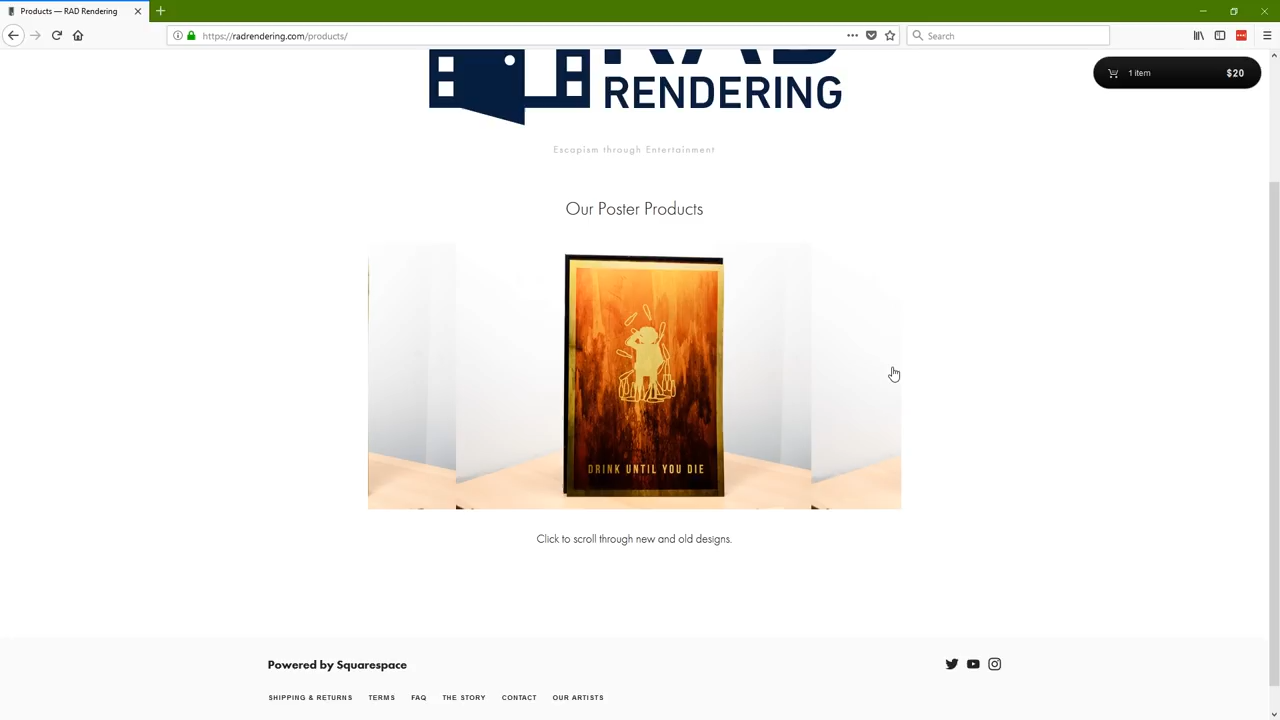 Products — RAD Rendering
https://radrendering.com/products/
Search
1 item
$20
RAD
RENDERING
Escapism through Entertainment
Our Poster Products
DRINK UNTIL YOU DIE
Click to scroll through new and old designs.
Powered by Squarespace
SHIPPING & RETURNS
TERMS
FAQ
THE STORY
CONTACT
OUR ARTISTS